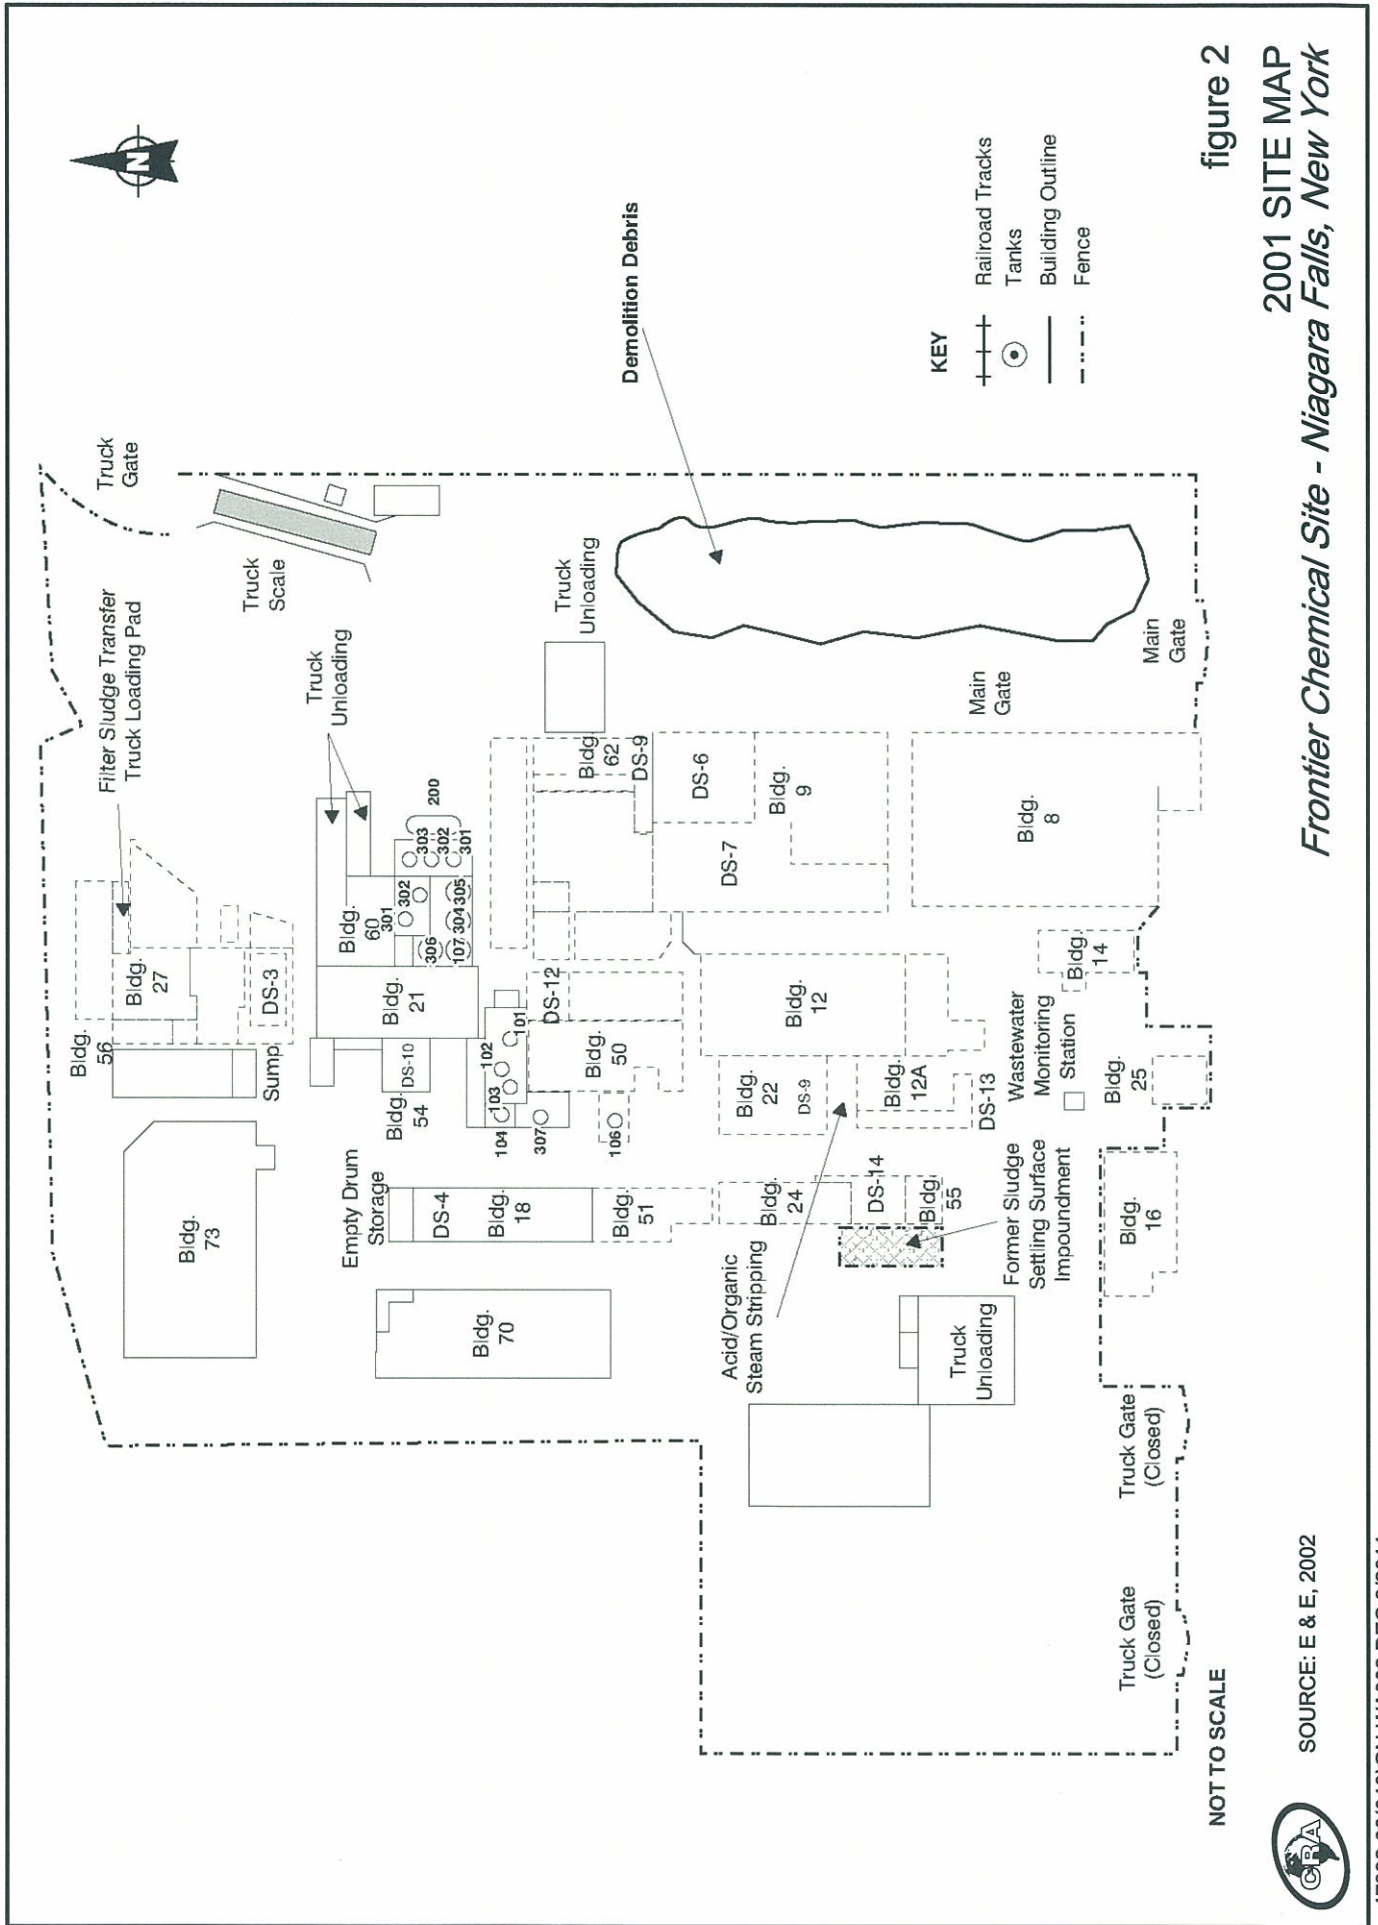 N
Truck
Gate
Filter Sludge Transfer
Truck Loading Pad
Truck
Scale
Truck
Unloading
Truck
Unloading
Demolition Debris
Bldg.
56
Bldg.
27
DS-3
Sump
Bldg.
73
Bldg.
60
Bldg.
21
DS-10
Bldg.
54
200
303
302
301
302
301
305
304
306
107
101
102
103
104
307
106
DS-12
Bldg.
50
Bldg.
62
DS-9
DS-6
Bldg.
9
DS-7
Main
Gate
Main
Gate
Bldg.
8
Bldg.
12
Bldg.
14
Bldg.
22
DS-9
Bldg.
12A
DS-13
Wastewater
Monitoring
Station
Bldg.
25
Empty Drum
Storage
DS-4
Bldg.
18
Bldg.
51
Bldg.
24
DS-14
Bldg.
55
Former Sludge
Settling Surface
Impoundment
Bldg.
16
Bldg.
70
Acid/Organic
Steam Stripping
Truck
Unloading
Truck Gate
(Closed)
Truck Gate
(Closed)
KEY
Railroad Tracks
Tanks
Building Outline
Fence
NOT TO SCALE
figure 2
2001 SITE MAP
Frontier Chemical Site - Niagara Falls, New York
SOURCE: E & E, 2002
CRA